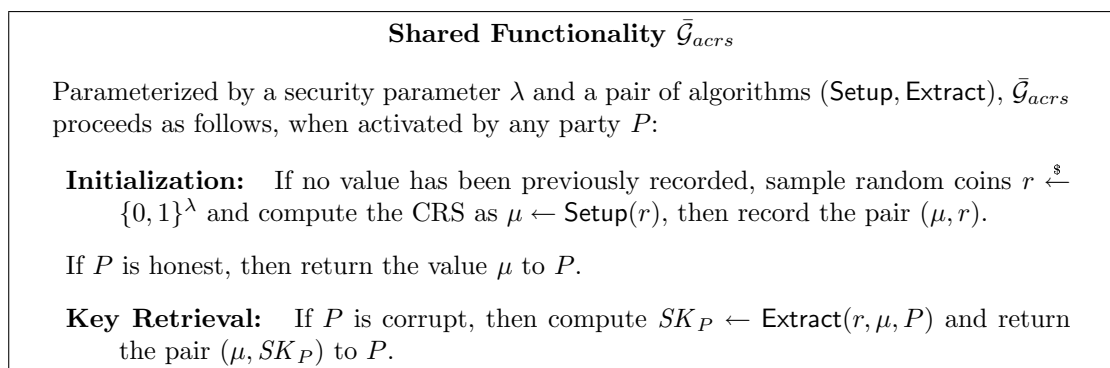 Shared Functionality 𝒢̄_acrs
Parameterized by a security parameter λ and a pair of algorithms (Setup, Extract), 𝒢̄_acrs
proceeds as follows, when activated by any party P:
Initialization: If no value has been previously recorded, sample random coins r ←$
{0, 1}^λ and compute the CRS as μ ← Setup(r), then record the pair (μ, r).
If P is honest, then return the value μ to P.
Key Retrieval: If P is corrupt, then compute SK_P ← Extract(r, μ, P) and return
the pair (μ, SK_P) to P.